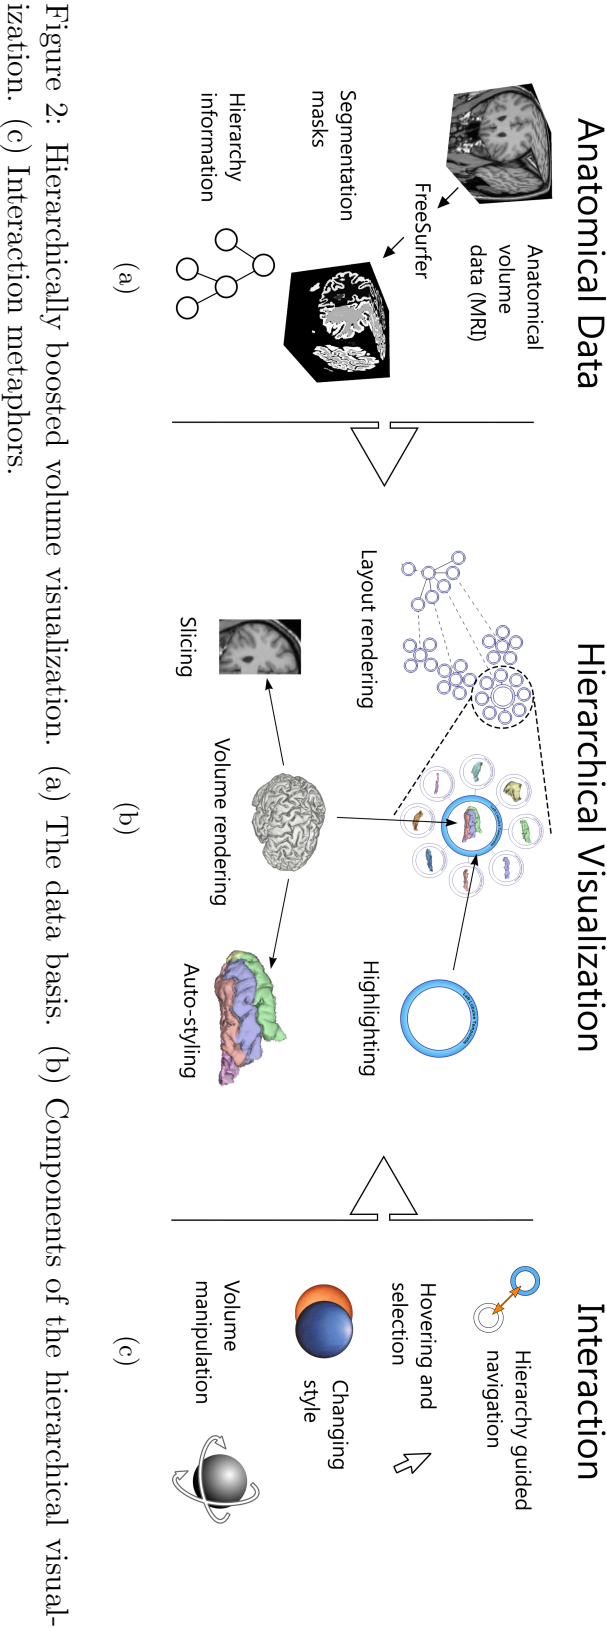 Anatomical Data
Anatomical
volume
data (MRI)
FreeSurfer
Segmentation
masks
Hierarchy
information
(a)
Hierarchical Visualization
Layout rendering
Highlighting
Slicing
Volume rendering
Auto-styling
(b)
Interaction
Hierarchy guided
navigation
Hovering and
selection
Changing
style
Volume
manipulation
(c)
Figure 2: Hierarchically boosted volume visualization. (a) The data basis. (b) Components of the hierarchical visual-
ization. (c) Interaction metaphors.